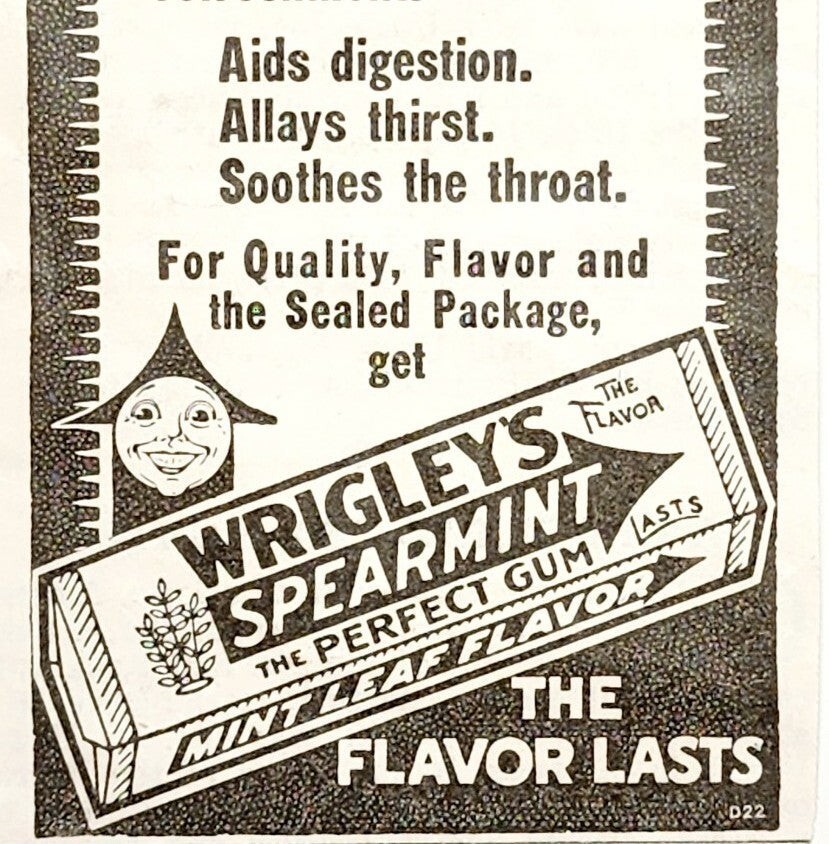 Aids digestion.
Allays thirst.
Soothes the throat.
For Quality, Flavor and
the Sealed Package,
get
WRIGLEY'S
SPEARMINT
THE PERFECT GUM
MINT LEAF FLAVOR
THE
FLAVOR
LASTS
THE
FLAVOR LASTS
D22